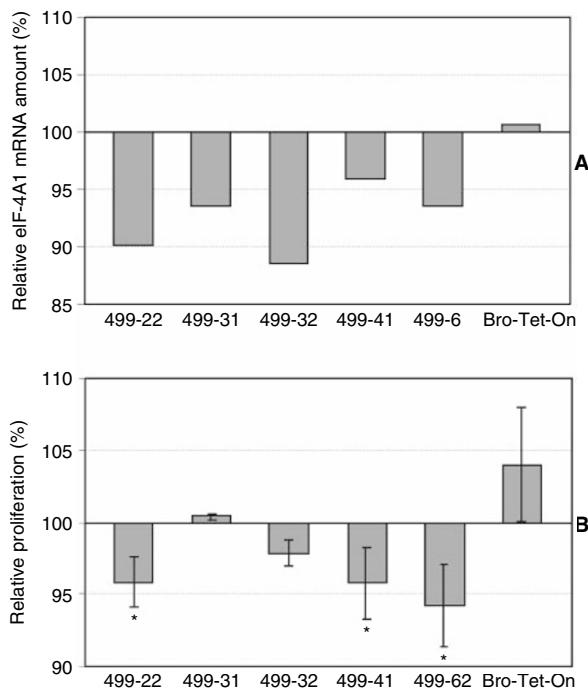 110
105
100
95
90
85
Relative eIF-4A1 mRNA amount (%)
A
499-22 499-31 499-32 499-41 499-6 Bro-Tet-On
110
105
100
95
90
Relative proliferation (%)
B
* * *
499-22 499-31 499-32 499-41 499-62 Bro-Tet-On